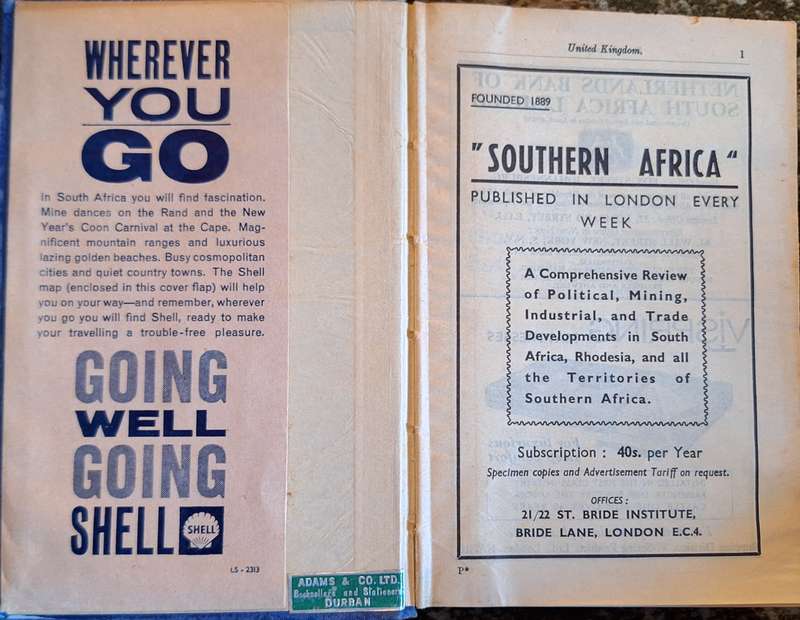 WHEREVER
YOU
GO
In South Africa you will find fascination.
Mine dances on the Rand and the New
Year's Coon Carnival at the Cape. Mag-
nificent mountain ranges and luxurious
lazing golden beaches. Busy cosmopolitan
cities and quiet country towns. The Shell
map (enclosed in this cover flap) will help
you on your way—and remember, wherever
you go you will find Shell, ready to make
your travelling a trouble-free pleasure.
GOING
WELL
GOING
SHELL
SHELL
LS - 2313
ADAMS & CO. LTD.
Booksellers and Stationers
DURBAN
United Kingdom. 1
FOUNDED 1889
"SOUTHERN AFRICA"
PUBLISHED IN LONDON EVERY
WEEK
A Comprehensive Review
of Political, Mining,
Industrial, and Trade
Developments in South
Africa, Rhodesia, and all
the Territories of
Southern Africa.
Subscription : 40s. per Year
Specimen copies and Advertisement Tariff on request.
OFFICES :
21/22 ST. BRIDE INSTITUTE,
BRIDE LANE, LONDON E.C.4.
P*